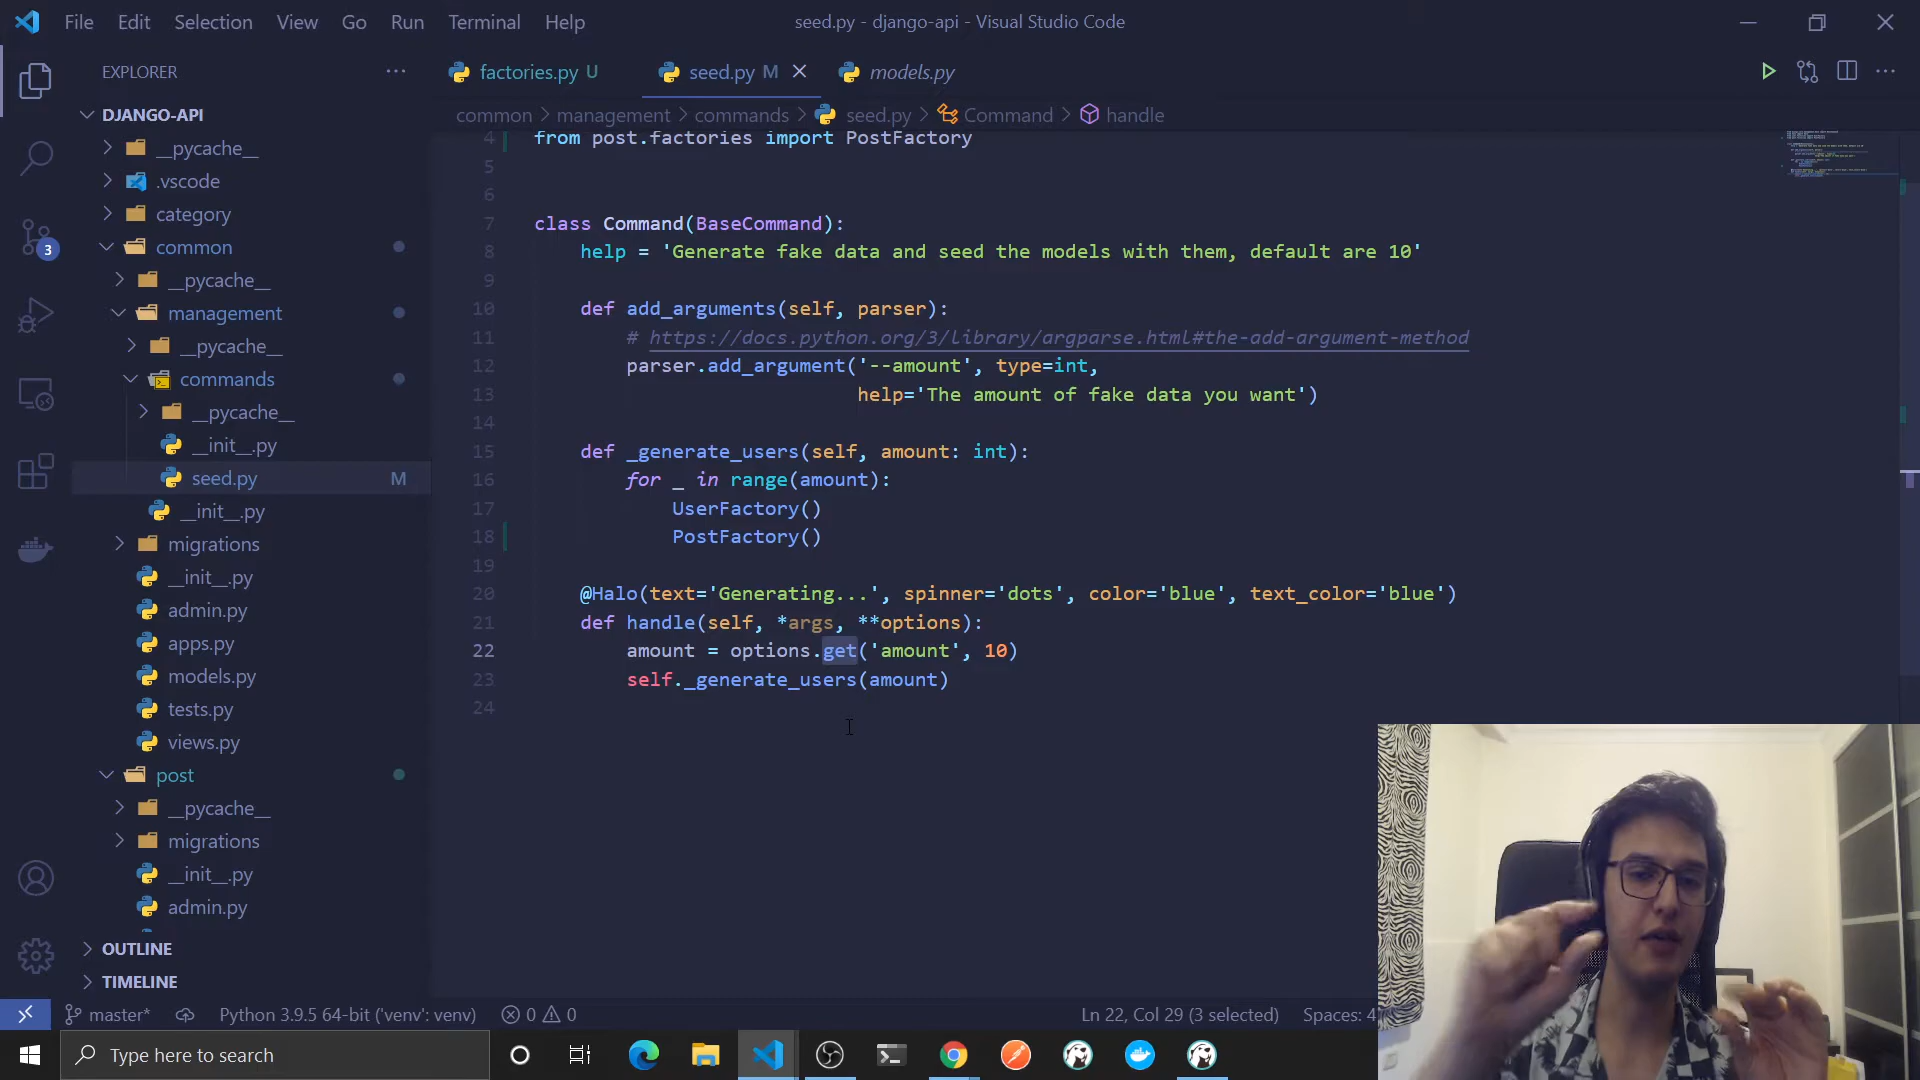 File Edit Selection View Go Run Terminal Help
seed.py - django-api - Visual Studio Code
EXPLORER
DJANGO-API
__pycache__
.vscode
category
common
__pycache__
management
__pycache__
commands
__pycache__
__init__.py
seed.py M
__init__.py
migrations
__init__.py
admin.py
apps.py
models.py
tests.py
views.py
post
__pycache__
migrations
__init__.py
admin.py
OUTLINE
TIMELINE
3
factories.py U
seed.py M
models.py
common > management > commands > seed.py > Command > handle
4 from post.factories import PostFactory
5
6
7 class Command(BaseCommand):
8 help = 'Generate fake data and seed the models with them, default are 10'
9
10 def add_arguments(self, parser):
11 # https://docs.python.org/3/library/argparse.html#the-add-argument-method
12 parser.add_argument('--amount', type=int,
13 help='The amount of fake data you want')
14
15 def _generate_users(self, amount: int):
16 for _ in range(amount):
17 UserFactory()
18 PostFactory()
19
20 @Halo(text='Generating...', spinner='dots', color='blue', text_color='blue')
21 def handle(self, *args, **options):
22 amount = options.get('amount', 10)
23 self._generate_users(amount)
24
master* Python 3.9.5 64-bit ('venv': venv) 0 0 Ln 22, Col 29 (3 selected) Spaces: 4
Type here to search